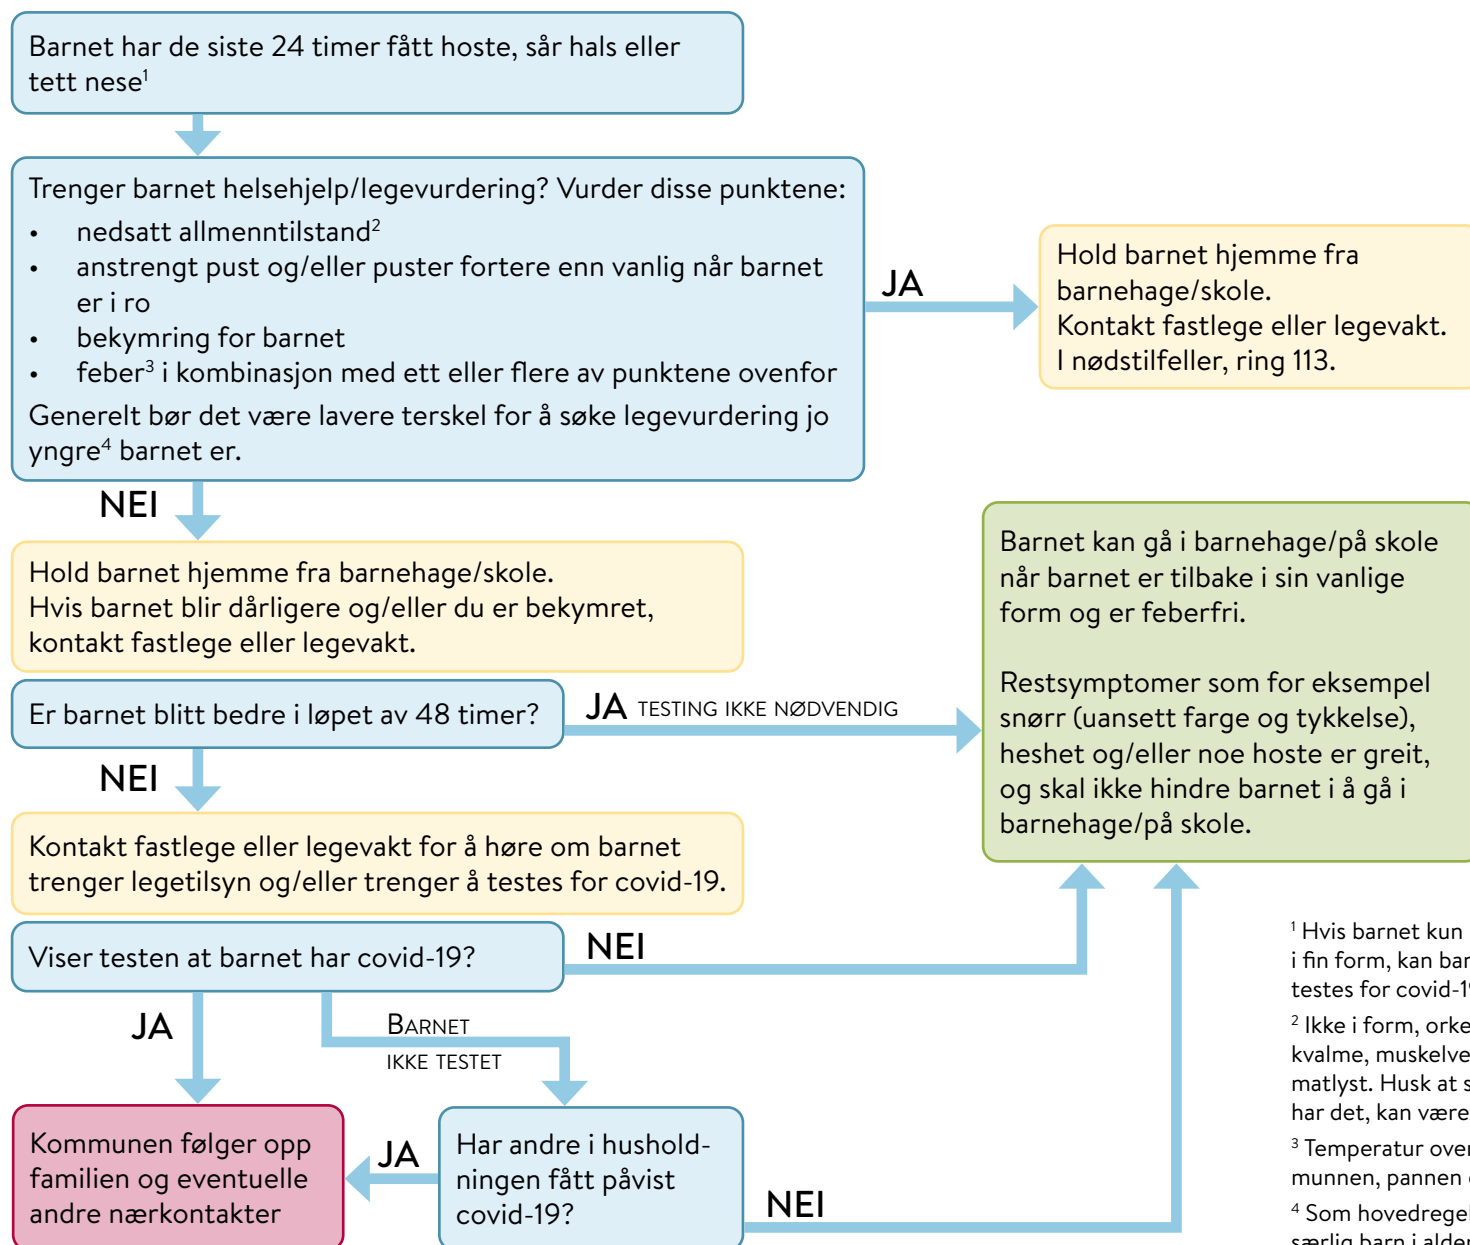 Barnet har de siste 24 timer fått hoste, sår hals eller
tett nese¹
Trenger barnet helsehjelp/legevurdering? Vurder disse punktene:
• nedsatt allmenntilstand²
• anstrengt pust og/eller puster fortere enn vanlig når barnet
er i ro
• bekymring for barnet
• feber³ i kombinasjon med ett eller flere av punktene ovenfor
Generelt bør det være lavere terskel for å søke legevurdering jo
yngre⁴ barnet er.
JA
Hold barnet hjemme fra
barnehage/skole.
Kontakt fastlege eller legevakt.
I nødstilfeller, ring 113.
NEI
Hold barnet hjemme fra barnehage/skole.
Hvis barnet blir dårligere og/eller du er bekymret,
kontakt fastlege eller legevakt.
Er barnet blitt bedre i løpet av 48 timer?
JA TESTING IKKE NØDVENDIG
Barnet kan gå i barnehage/på skole
når barnet er tilbake i sin vanlige
form og er feberfri.
Restsymptomer som for eksempel
snørr (uansett farge og tykkelse),
heshet og/eller noe hoste er greit,
og skal ikke hindre barnet i å gå i
barnehage/på skole.
NEI
Kontakt fastlege eller legevakt for å høre om barnet
trenger legetilsyn og/eller trenger å testes for covid-19.
Viser testen at barnet har covid-19?
NEI
JA
BARNET
IKKE TESTET
Kommunen følger opp
familien og eventuelle
andre nærkontakter
JA
Har andre i hushold-
ningen fått påvist
covid-19?
NEI
¹ Hvis barnet kun
i fin form, kan
testes for
² Ikke i form,
kvalme,
matlyst. Husk at
har det, kan være
³ Temperatur
munnen, pannen
⁴ Som
særlig barn i